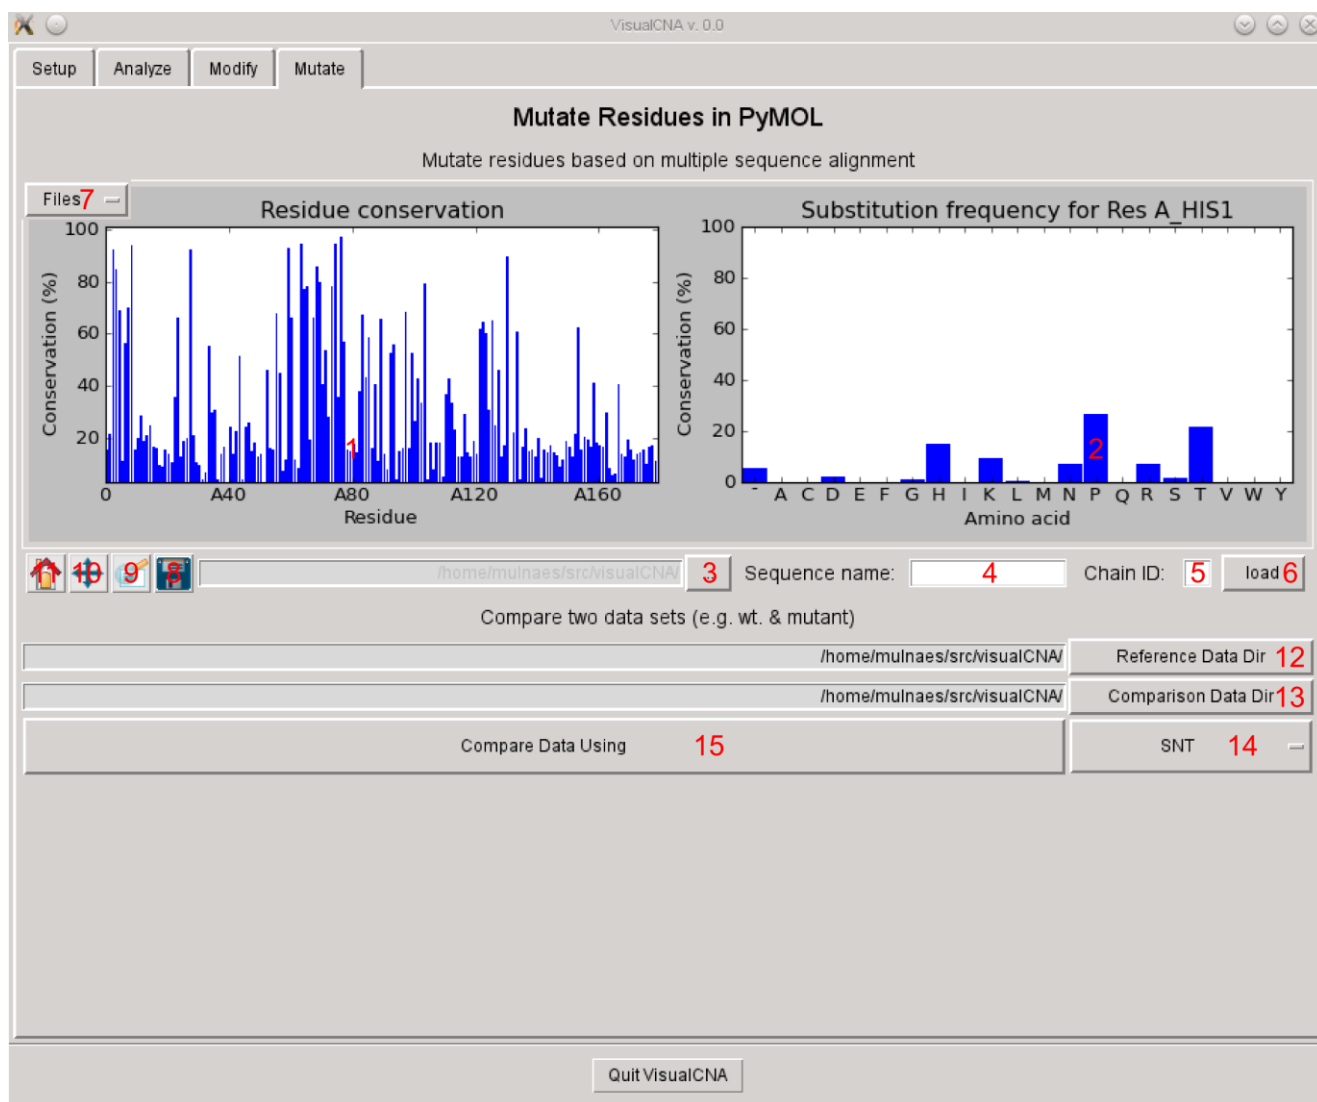 VisualCNA v. 0.0
Setup Analyze Modify Mutate
Mutate Residues in PyMOL
Mutate residues based on multiple sequence alignment
Files 7
Residue conservation
Conservation (%)
100
80
60
40
20
1
0 A40 A80 A120 A160
Residue
Substitution frequency for Res A_HIS1
Conservation (%)
100
80
60
40
20
0
2
- A C D E F G H I K L M N P Q R S T V W Y
Amino acid
11 10 9 8 /home/mulnaes/src/visualCNA/ 3 Sequence name: 4 Chain ID: 5 load 6
Compare two data sets (e.g. wt. & mutant)
/home/mulnaes/src/visualCNA/ Reference Data Dir 12
/home/mulnaes/src/visualCNA/ Comparison Data Dir 13
Compare Data Using 15 SNT 14
Quit VisualCNA